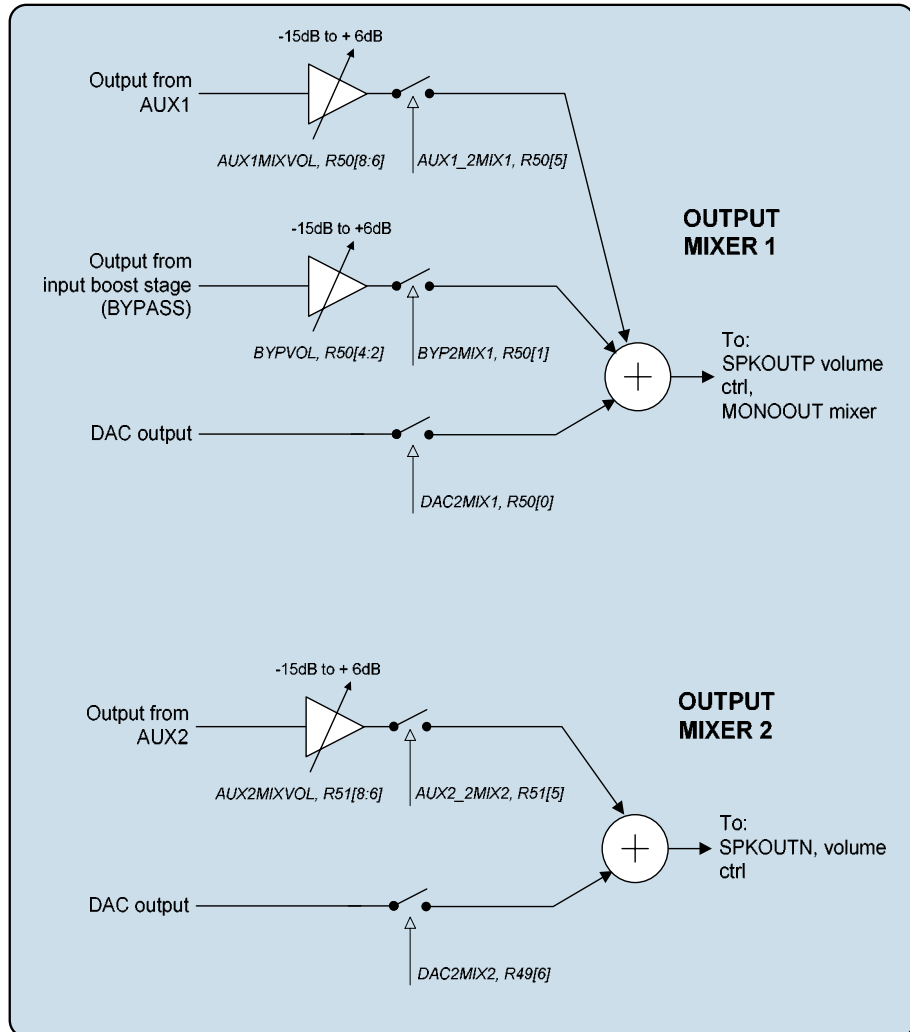 -15dB to + 6dB
Output from
AUX1
AUX1MIXVOL, R50[8:6]
AUX1_2MIX1, R50[5]
OUTPUT
MIXER 1
-15dB to +6dB
Output from
input boost stage
(BYPASS)
BYPVOL, R50[4:2]
BYP2MIX1, R50[1]
To:
SPKOUTP volume
ctrl,
MONOOUT mixer
DAC output
DAC2MIX1, R50[0]
-15dB to + 6dB
Output from
AUX2
AUX2MIXVOL, R51[8:6]
AUX2_2MIX2, R51[5]
OUTPUT
MIXER 2
To:
SPKOUTN, volume
ctrl
DAC output
DAC2MIX2, R49[6]